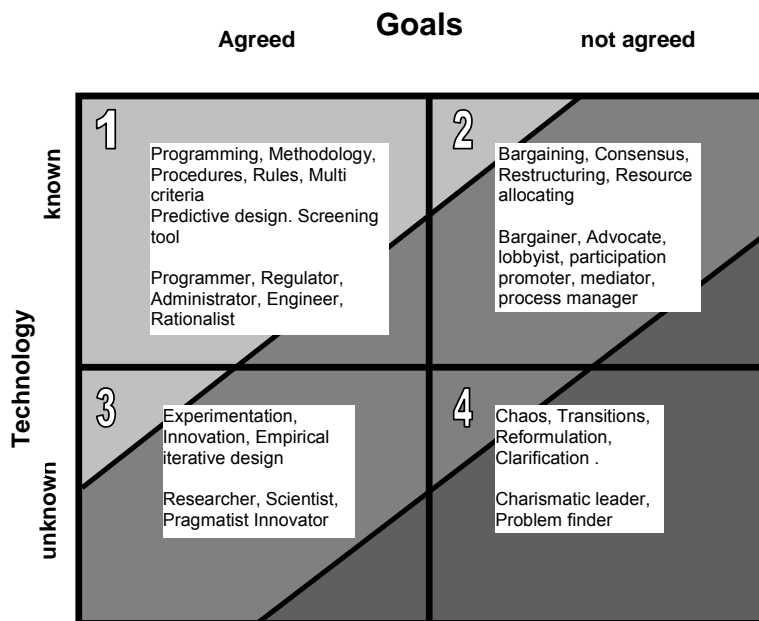 Goals
Agreed
not agreed
Technology
known
unknown
1
Programming, Methodology,
Procedures, Rules, Multi
criteria
Predictive design. Screening
tool
Programmer, Regulator,
Administrator, Engineer,
Rationalist
2
Bargaining, Consensus,
Restructuring, Resource
allocating
Bargainer, Advocate,
lobbyist, participation
promoter, mediator,
process manager
3
Experimentation,
Innovation, Empirical
iterative design
Researcher, Scientist,
Pragmatist Innovator
4
Chaos, Transitions,
Reformulation,
Clarification .
Charismatic leader,
Problem finder